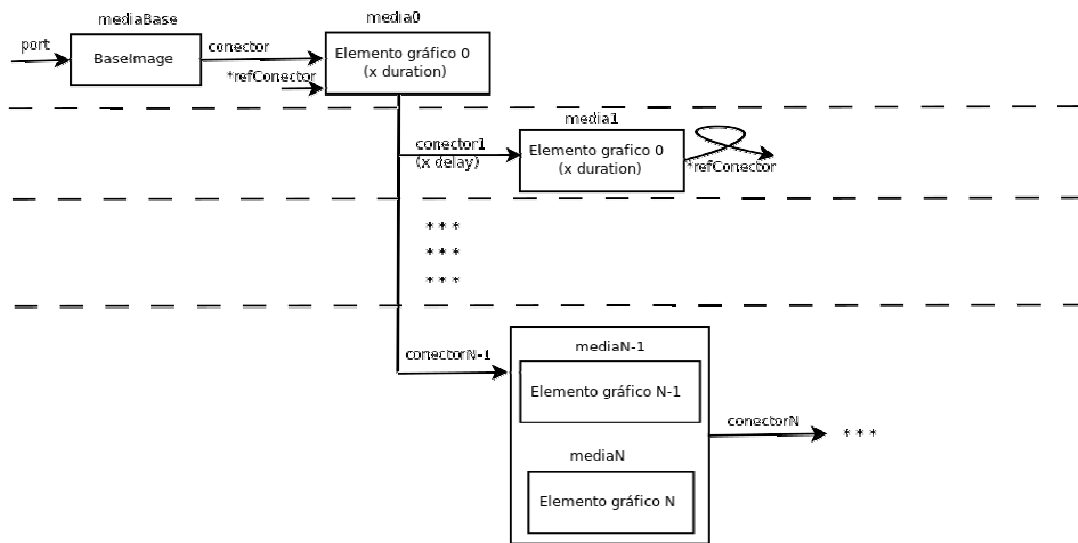 mediaBase
media0
port
BaseImage
conector
Elemento gráfico 0
(x duration)
*refConector
media1
conector1
(x delay)
Elemento grafico 0
(x duration)
*refConector
* * *
* * *
* * *
mediaN-1
conectorN-1
Elemento gráfico N-1
conectorN
* * *
mediaN
Elemento gráfico N